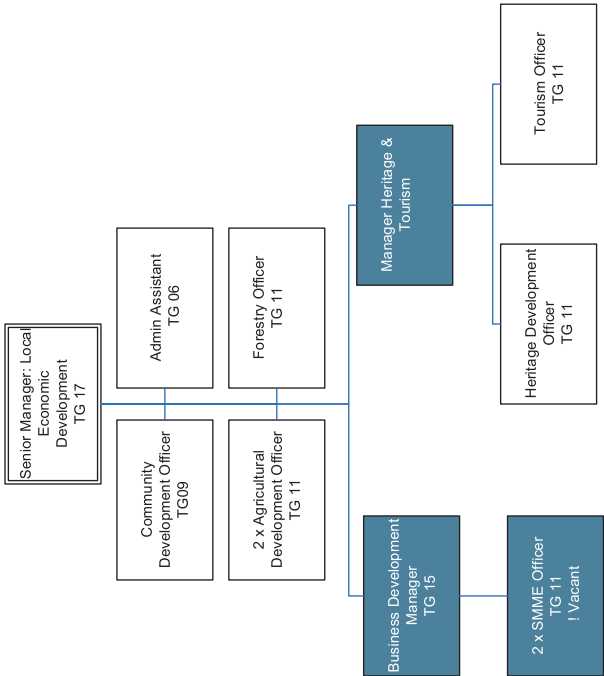 Senior Manager: Local
Economic
Development
TG 17
Community
Development Officer
TG09
Admin Assistant
TG 06
2 x Agricultural
Development Officer
TG 11
Forestry Officer
TG 11
Business Development
Manager
TG 15
Manager Heritage &
Tourism
2 x SMME Officer
TG 11
! Vacant
Heritage Development
Officer
TG 11
Tourism Officer
TG 11